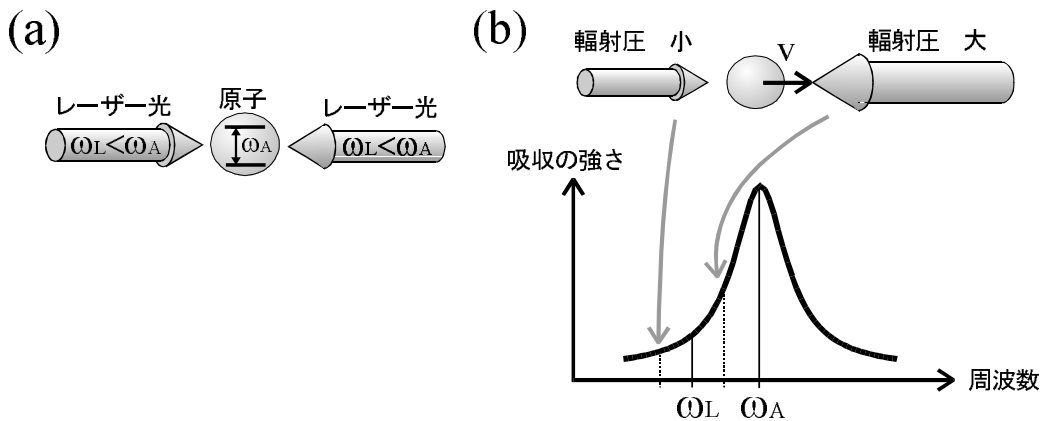 (a)
レーザー光
原子
レーザー光
ωL<ωA
ωA
ωL<ωA
(b)
輻射圧 小
V
輻射圧 大
吸収の強さ
周波数
ωL
ωA